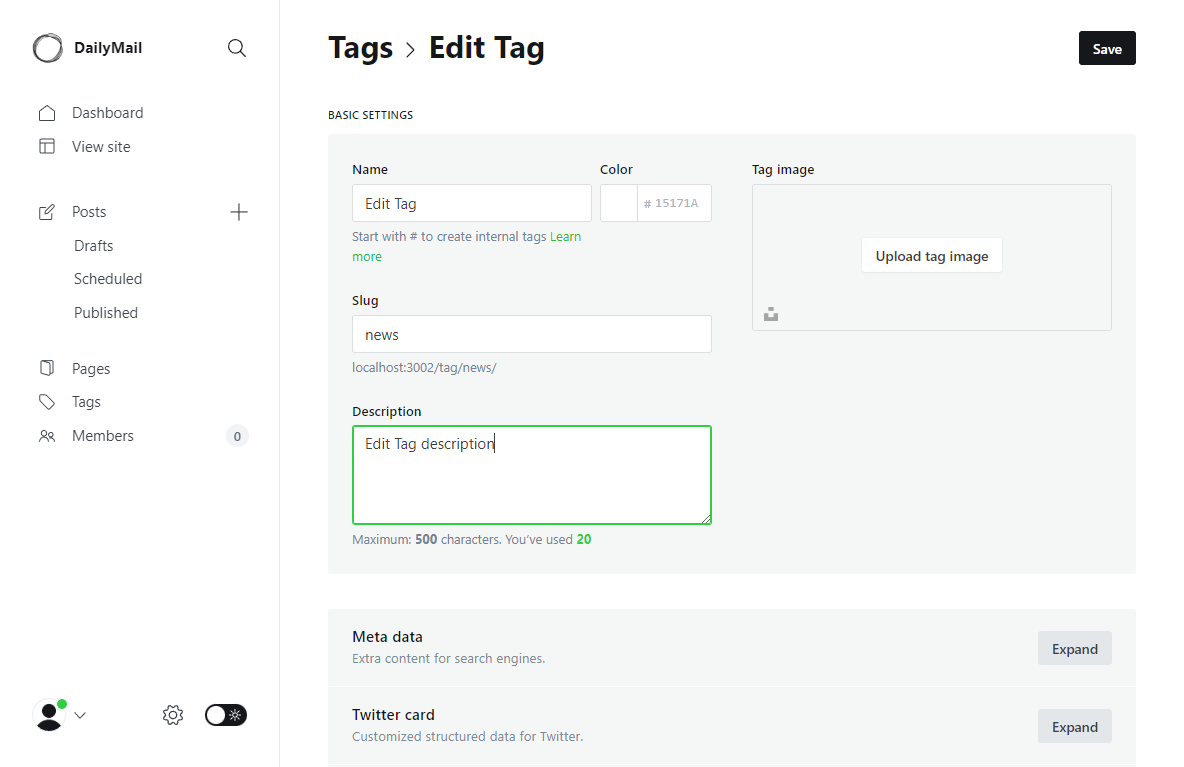 DailyMail
Dashboard
View site
Posts
Drafts
Scheduled
Published
Pages
Tags
Members
0
Tags > Edit Tag
Save
BASIC SETTINGS
Name
Edit Tag
Start with # to create internal tags Learn
more
Color
# 15171A
Slug
news
localhost:3002/tag/news/
Description
Edit Tag description
Maximum: 500 characters. You’ve used 20
Tag image
Upload tag image
Meta data
Extra content for search engines.
Expand
Twitter card
Customized structured data for Twitter.
Expand